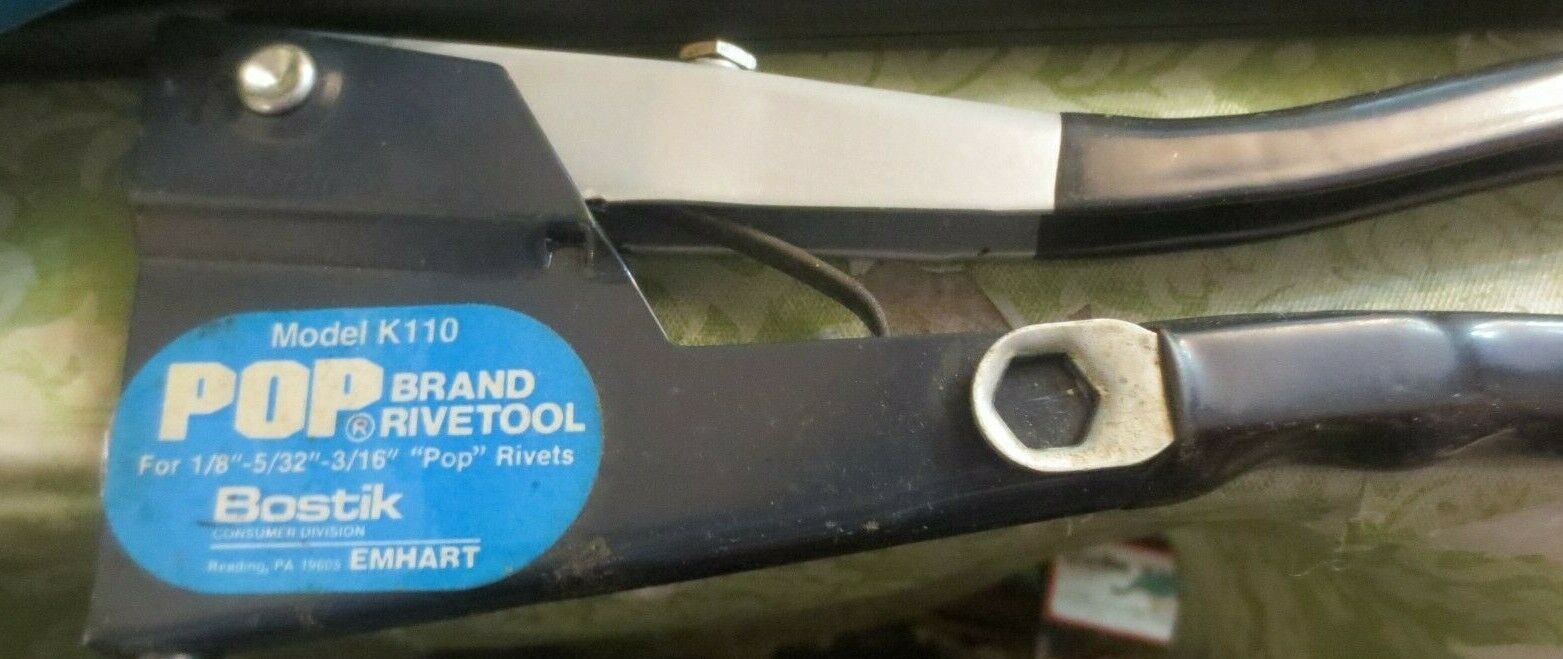 Model K110
POP® BRAND
RIVETOOL
For 1/8"-5/32"-3/16" "Pop" Rivets
Bostik
CONSUMER DIVISION
Reading, PA 19603 EMHART